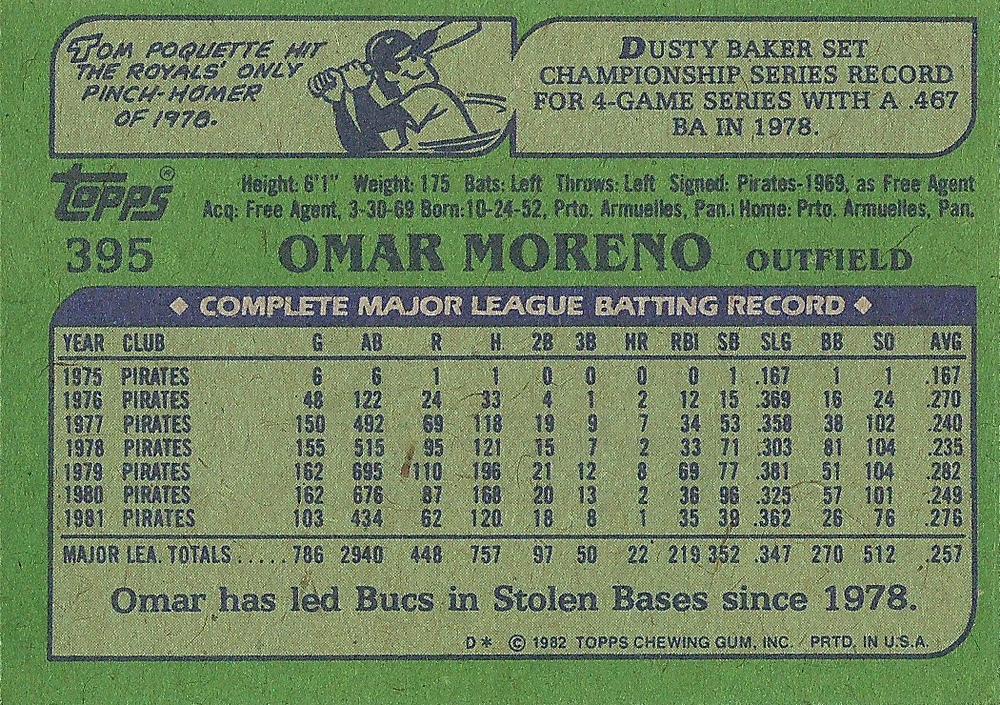 TOM POQUETTE HIT
THE ROYALS' ONLY
PINCH-HOMER
OF 1978.
DUSTY BAKER SET
CHAMPIONSHIP SERIES RECORD
FOR 4-GAME SERIES WITH A .467
BA IN 1978.
TOPPS®
Height: 6'1" Weight: 175 Bats: Left Throws: Left Signed: Pirates-1969, as Free Agent
Acq: Free Agent, 3-30-69 Born: 10-24-52, Prto. Armuelles, Pan. Home: Prto. Armuelles, Pan.
395 OMAR MORENO OUTFIELD
◆ COMPLETE MAJOR LEAGUE BATTING RECORD ◆
YEAR CLUB G AB R H 2B 3B HR RBI SB SLG BB SO AVG
1975 PIRATES 6 6 1 1 0 0 0 0 1 .167 1 1 .167
1976 PIRATES 48 122 24 33 4 1 2 12 15 .369 16 24 .270
1977 PIRATES 150 492 69 118 19 9 7 34 53 .358 38 102 .240
1978 PIRATES 155 515 95 121 15 7 2 33 71 .303 81 104 .235
1979 PIRATES 162 695 110 196 21 12 8 69 77 .381 51 104 .282
1980 PIRATES 162 676 87 168 20 13 2 36 96 .325 57 101 .249
1981 PIRATES 103 434 62 120 18 8 1 35 39 .362 26 76 .276
MAJOR LEA. TOTALS..... 786 2940 448 757 97 50 22 219 352 .347 270 512 .257
Omar has led Bucs in Stolen Bases since 1978.
D* © 1982 TOPPS CHEWING GUM, INC. PRTD. IN U.S.A.